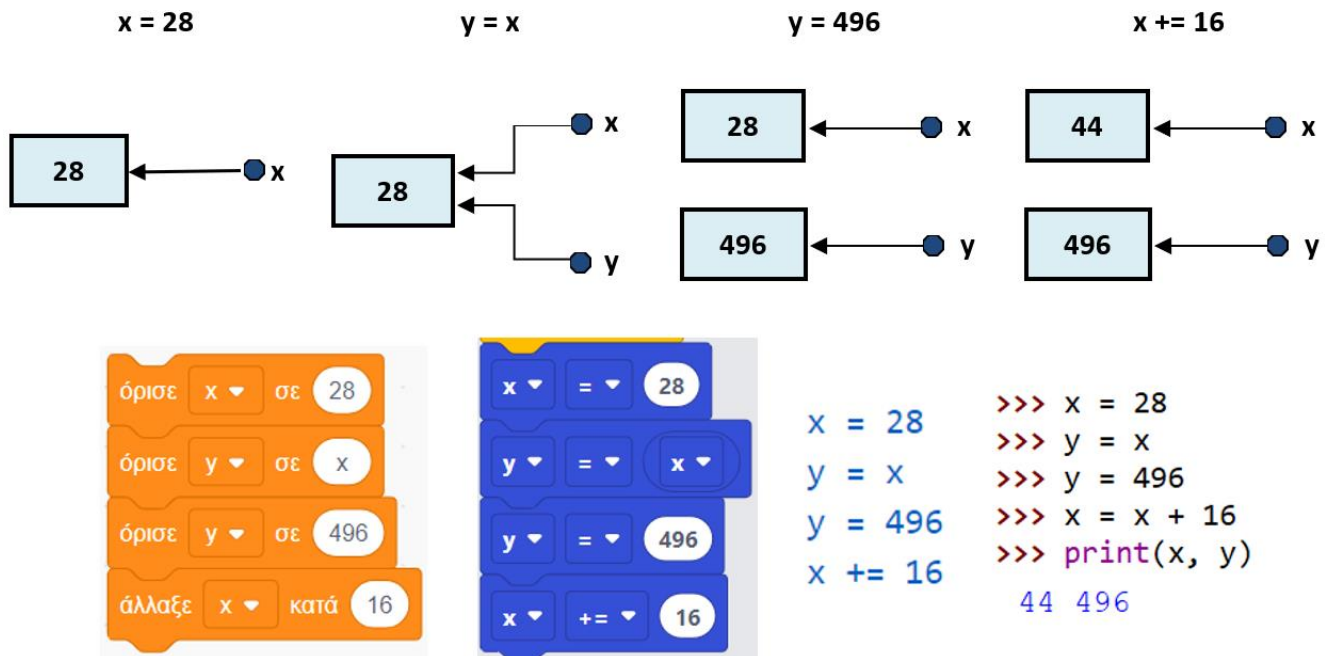 x = 28
y = x
y = 496
x += 16
28
x
28
x
y
28
x
496
y
44
x
496
y
όρισε x σε 28
όρισε y σε x
όρισε y σε 496
άλλαξε x κατά 16
x = 28
y = x
y = 496
x += 16
x = 28
y = x
y = 496
x += 16
>>> x = 28
>>> y = x
>>> y = 496
>>> x = x + 16
>>> print(x, y)
44 496